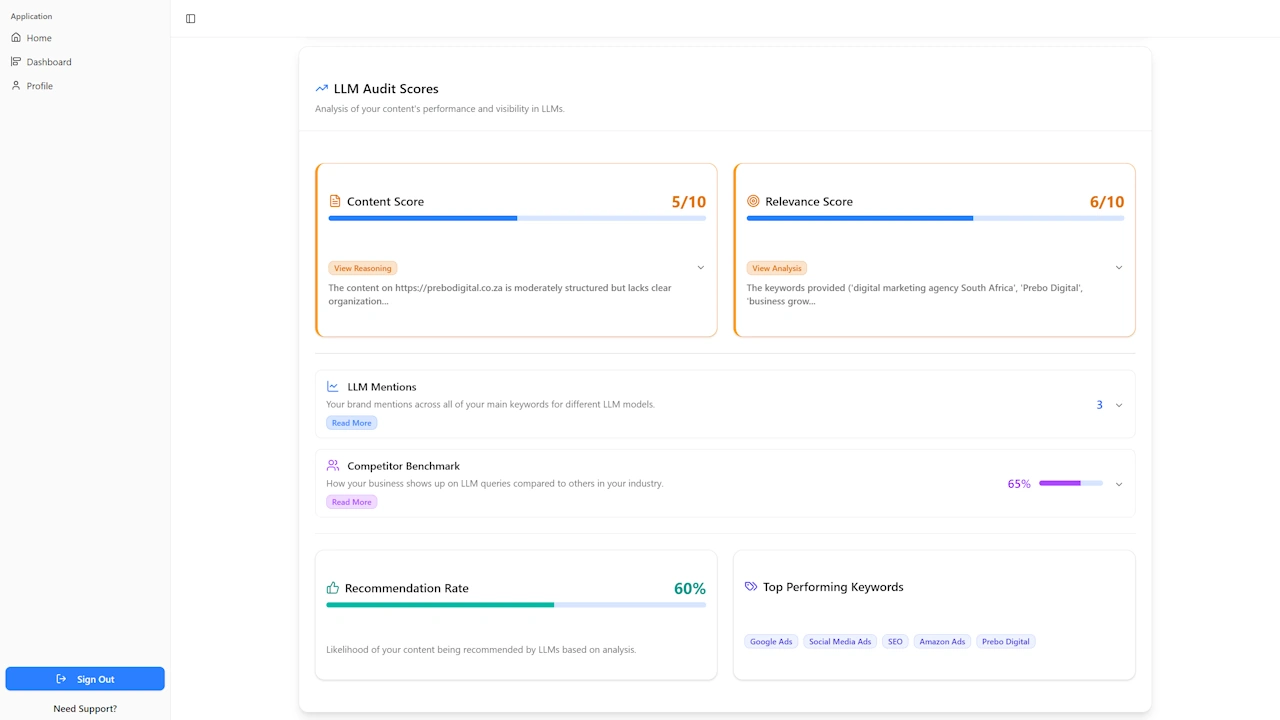 Application
Home
Dashboard
Profile
Sign Out
Need Support?
LLM Audit Scores
Analysis of your content's performance and visibility in LLMs.
Content Score
5/10
View Reasoning
The content on https://prebodigital.co.za is moderately structured but lacks clear
organization...
Relevance Score
6/10
View Analysis
The keywords provided ('digital marketing agency South Africa', 'Prebo Digital',
'business grow...
LLM Mentions
Your brand mentions across all of your main keywords for different LLM models.
Read More
3
Competitor Benchmark
How your business shows up on LLM queries compared to others in your industry.
Read More
65%
Recommendation Rate
60%
Likelihood of your content being recommended by LLMs based on analysis.
Top Performing Keywords
Google Ads Social Media Ads SEO Amazon Ads Prebo Digital